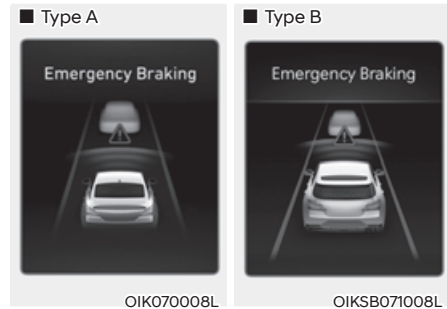 ■ Type A
Emergency Braking
OIK070008L
■ Type B
Emergency Braking
OIKSB071008L